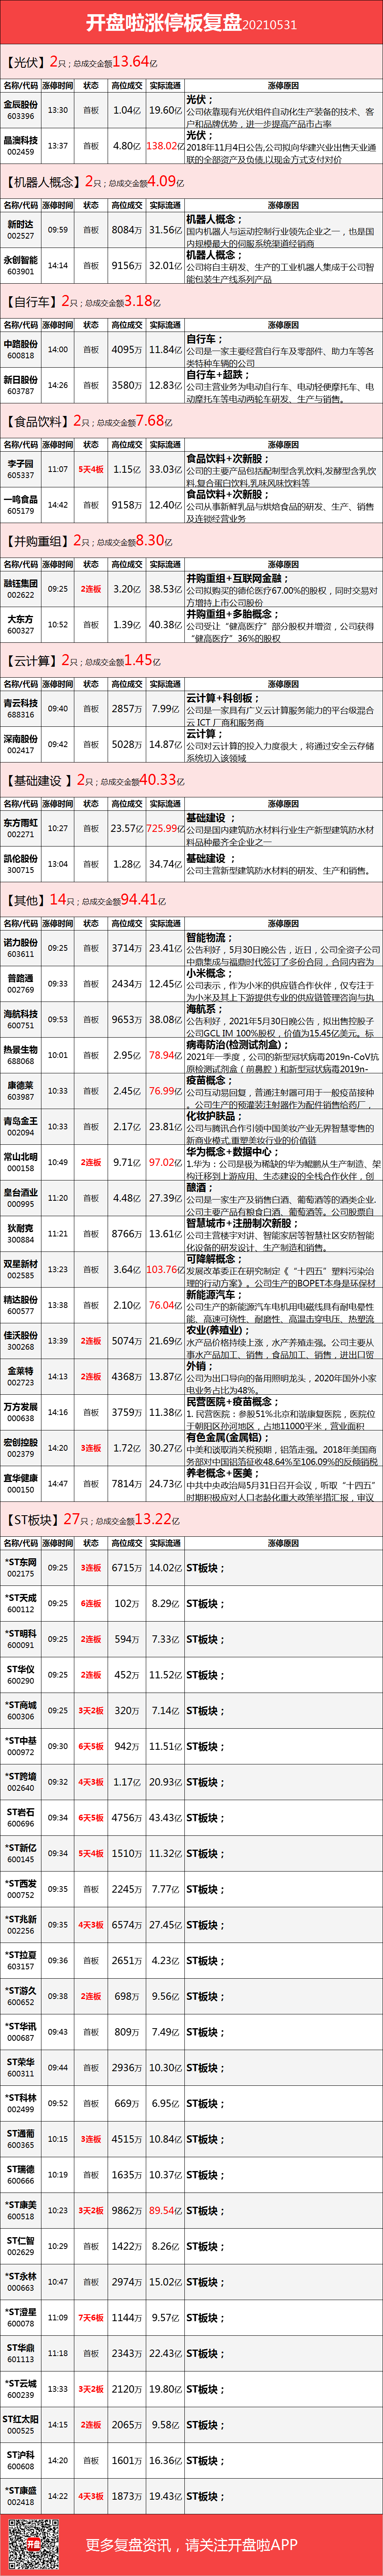 开盘啦涨停板复盘20210531
【光伏】2只；总成交金额13.64亿
名称/代码 涨停时间 状态 高位成交 实际流通 涨停原因
金辰股份 603396 13:30 首板 1.04亿 19.60亿 光伏；
公司依靠现有光伏组件自动化生产装备的技术、客户和品牌优势，进一步提高产品市占率
晶澳科技 002459 13:37 首板 4.80亿 138.02亿 光伏；
2018年11月4日公告,公司拟向华建兴业出售天业通联的全部资产及负债,以现金方式支付对价
【机器人概念】2只；总成交金额4.09亿
名称/代码 涨停时间 状态 高位成交 实际流通 涨停原因
新时达 002527 09:59 首板 8084万 31.56亿 机器人概念；
国内机器人与运动控制行业领先企业之一，也是国内规模最大的伺服系统渠道经销商
永创智能 603901 14:14 首板 9156万 32.01亿 机器人概念；
公司将自主研发、生产的工业机器人集成于公司智能包装生产线系列产品
【自行车】2只；总成交金额3.18亿
名称/代码 涨停时间 状态 高位成交 实际流通 涨停原因
中路股份 600818 14:00 首板 4095万 11.84亿 自行车；
公司是一家主要经营自行车及零部件、助力车等各类特种车辆的公司
新日股份 603787 14:26 首板 3580万 12.83亿 自行车+超跌；
公司主营业务为电动自行车、电动轻便摩托车、电动摩托车等电动两轮车研发、生产与销售。
【食品饮料】2只；总成交金额7.68亿
名称/代码 涨停时间 状态 高位成交 实际流通 涨停原因
李子园 605337 11:07 5天4板 1.15亿 33.03亿 食品饮料+次新股；
公司的主要产品包括配制型含乳饮料,发酵型含乳饮料,复合蛋白饮料,乳味风味饮料等
一鸣食品 605179 14:42 首板 9158万 12.40亿 食品饮料+次新股；
公司从事新鲜乳品与烘焙食品的研发、生产、销售及连锁经营业务
【并购重组】2只；总成交金额8.30亿
名称/代码 涨停时间 状态 高位成交 实际流通 涨停原因
融钰集团 002622 09:25 2连板 3.20亿 38.53亿 并购重组+互联网金融；
公司拟购买的德伦医疗67.00%的股权，同时交易对方增持上市公司股份
大东方 600327 10:52 首板 1.39亿 40.38亿 并购重组+多胎概念；
公司受让“健高医疗”部分股权并增资，公司获得“健高医疗”36%的股权
【云计算】2只；总成交金额1.45亿
名称/代码 涨停时间 状态 高位成交 实际流通 涨停原因
青云科技 688316 09:40 首板 2857万 7.99亿 云计算+科创板；
公司是一家具有广义云计算服务能力的平台级混合云 ICT 厂商和服务商
深南股份 002417 09:42 首板 5028万 14.87亿 云计算；
公司对云计算的投入力度很大，将通过安全云存储系统切入该领域
【基础建设 】2只；总成交金额40.33亿
名称/代码 涨停时间 状态 高位成交 实际流通 涨停原因
东方雨虹 002271 10:27 首板 23.57亿 725.99亿 基础建设 ；
公司是国内建筑防水材料行业生产新型建筑防水材料品种最齐全企业之一
凯伦股份 300715 13:04 首板 1.28亿 34.74亿 基础建设 ；
公司主营新型建筑防水材料的研发、生产和销售。
【其他】14只；总成交金额94.41亿
名称/代码 涨停时间 状态 高位成交 实际流通 涨停原因
诺力股份 603611 09:25 首板 3714万 23.41亿 智能物流；
公告利好，5月30日晚公告，近日，公司全资子公司中鼎集成与福鼎时代签订了多份合同，合同内容为
普路通 002769 09:33 首板 2434万 12.45亿 小米概念；
公司表示，作为小米的供应链合作伙伴，仅专注于为小米及其上下游提供专业的供应链管理咨询与执
海航科技 600751 09:53 首板 9653万 38.08亿 海航系；
公告利好，2021年5月30日晚公告，拟出售控股子公司GCL IM 100%股权，价值为15.45亿美元。标
热景生物 688068 10:01 首板 2.95亿 78.94亿 病毒防治(检测试剂盒)；
2021年一季度，公司的新型冠状病毒2019n-CoV抗原检测试剂盒（前鼻腔）和新型冠状病毒2019n-
康德莱 603987 10:33 首板 2.45亿 76.99亿 疫苗概念；
公司互动易回复，普通注射器可用于一般疫苗接种。公司生产的预灌装注射器作为配件销售给药厂，
青岛金王 002094 10:33 首板 2.17亿 23.81亿 化妆护肤品；
公司与腾讯合作引领中国美妆产业无界智慧零售的新商业模式,重塑美妆行业的价值链
常山北明 000158 10:49 2连板 9.71亿 97.02亿 华为概念+数据中心；
1.华为：公司是极为稀缺的华为鲲鹏从生产制造、架构迁移到上游应用、生态建设的全线合作伙伴，创
皇台酒业 000995 11:20 首板 4.48亿 27.39亿 酿酒；
公司是一家生产及销售白酒、葡萄酒等的酒类企业.公司主要产品有粮食白酒、葡萄酒等。公司股票自
狄耐克 300884 11:21 首板 8766万 13.61亿 智慧城市+注册制次新股；
公司主营楼宇对讲、智能家居等智慧社区安防智能化设备的研发设计、生产制造和销售。
双星新材 002585 13:23 首板 3.64亿 103.76亿 可降解概念；
发展改革委正在研究制定《“十四五”塑料污染治理的行动方案》。公司生产的BOPET本身是环保材
精达股份 600577 13:38 首板 2.10亿 76.04亿 新能源汽车；
公司生产的新能源汽车电机用电磁线具有耐电晕性能、高速可绕性、耐磨性、高温击穿电压、热塑流
佳沃股份 300268 13:39 2连板 5074万 21.69亿 农业(养殖业)；
水产品价格持续上涨，水产养殖走强。公司主要从事水产品加工、销售，食品加工、销售，进出口贸
金莱特 002723 14:13 2连板 4368万 13.87亿 外销；
公司为出口导向的备用照明龙头，2020年国外小家电业务占比为48%。
万方发展 000638 14:16 首板 3759万 11.38亿 民营医院+疫苗概念；
1. 民营医院：参股51%北京和谐康复医院，医院位于朝阳区孙河地区，占地11000平米，营业面积
宏创控股 002379 14:20 3连板 1.72亿 30.27亿 有色金属(金属铝)；
中美和谈取消关税预期，铝箔走强。2018年美国商务部对中国铝箔征收48.64%至106.09%的反倾销税
宜华健康 000150 14:47 首板 7814万 24.73亿 养老概念+医美；
中共中央政治局5月31日召开会议，听取“十四五”时期积极应对人口老龄化重大政策举措汇报，审议
【ST板块】27只；总成交金额13.22亿
名称/代码 涨停时间 状态 高位成交 实际流通 涨停原因
*ST东网 002175 09:25 3连板 6715万 14.02亿 ST板块；
*ST天成 600112 09:25 6连板 102万 8.29亿 ST板块；
*ST明科 600091 09:25 2连板 594万 7.33亿 ST板块；
ST华仪 600290 09:25 2连板 452万 11.52亿 ST板块；
*ST商城 600306 09:25 3天2板 320万 7.14亿 ST板块；
*ST中基 000972 09:30 6天5板 942万 11.51亿 ST板块；
*ST跨境 002640 09:32 4天3板 1.17亿 20.93亿 ST板块；
ST岩石 600696 09:34 6天5板 4756万 43.43亿 ST板块；
*ST新亿 600145 09:34 5天4板 1510万 11.32亿 ST板块；
*ST西发 000752 09:35 首板 2245万 7.77亿 ST板块；
*ST兆新 002256 09:35 4天3板 6574万 27.45亿 ST板块；
*ST拉夏 603157 09:36 首板 2651万 4.23亿 ST板块；
*ST游久 600652 09:38 2连板 698万 9.56亿 ST板块；
*ST华讯 000687 09:43 首板 809万 7.49亿 ST板块；
ST荣华 600311 09:44 首板 2936万 10.30亿 ST板块；
*ST科林 002499 09:52 首板 669万 6.95亿 ST板块；
ST通葡 600365 10:15 3连板 4515万 10.84亿 ST板块；
ST瑞德 600666 10:19 首板 1635万 10.37亿 ST板块；
*ST康美 600518 10:23 3天2板 9862万 89.54亿 ST板块；
ST仁智 002629 10:29 首板 1422万 8.26亿 ST板块；
*ST永林 000663 10:47 首板 2974万 15.02亿 ST板块；
*ST澄星 600078 11:09 7天6板 1144万 9.57亿 ST板块；
ST华鼎 601113 11:18 首板 2343万 22.43亿 ST板块；
*ST云城 600239 13:33 3天2板 2120万 19.80亿 ST板块；
ST红太阳 000525 14:15 2连板 2065万 9.58亿 ST板块；
ST沪科 600608 14:20 首板 1601万 16.36亿 ST板块；
*ST康盛 002418 14:22 4天3板 1873万 19.43亿 ST板块；
开盘
更多复盘资讯，请关注开盘啦APP